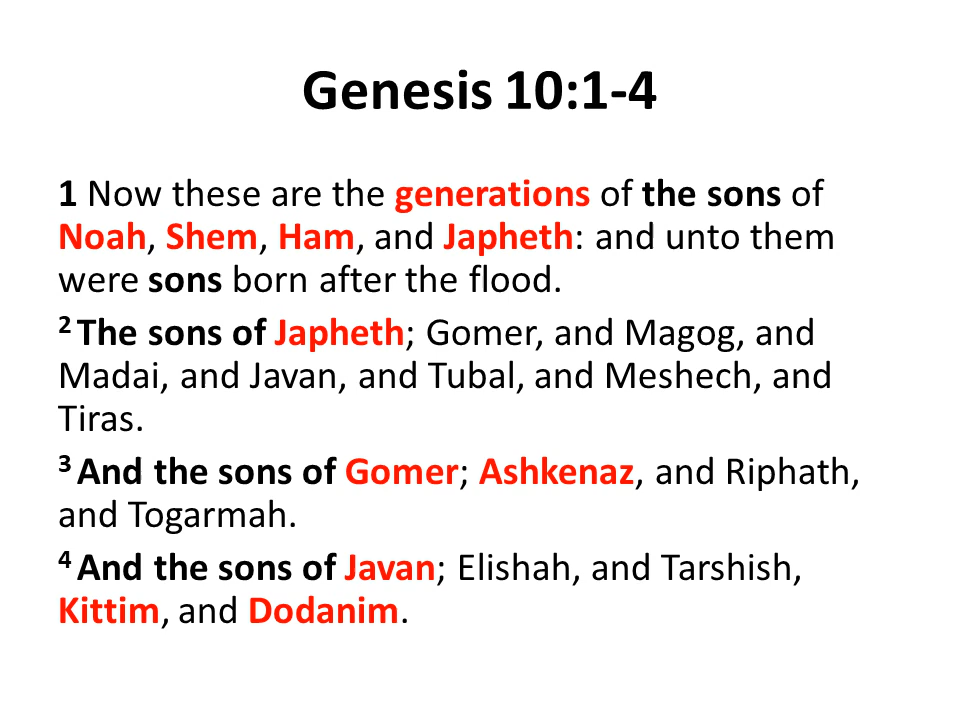 Genesis 10:1-4
1 Now these are the generations of the sons of
Noah, Shem, Ham, and Japheth: and unto them
were sons born after the flood.
2 The sons of Japheth; Gomer, and Magog, and
Madai, and Javan, and Tubal, and Meshech, and
Tiras.
3 And the sons of Gomer; Ashkenaz, and Riphath,
and Togarmah.
4 And the sons of Javan; Elishah, and Tarshish,
Kittim, and Dodanim.